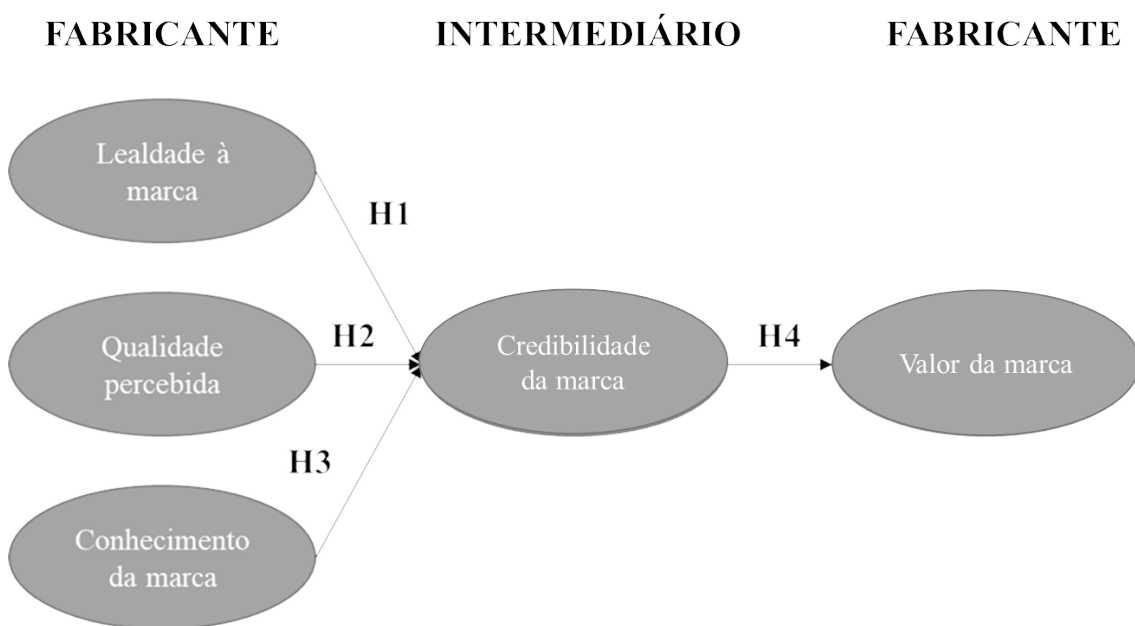 FABRICANTE
INTERMEDIÁRIO
FABRICANTE
Lealdade à
marca
H1
Qualidade
percebida
H2
Credibilidade
da marca
H4
Valor da marca
H3
Conhecimento
da marca